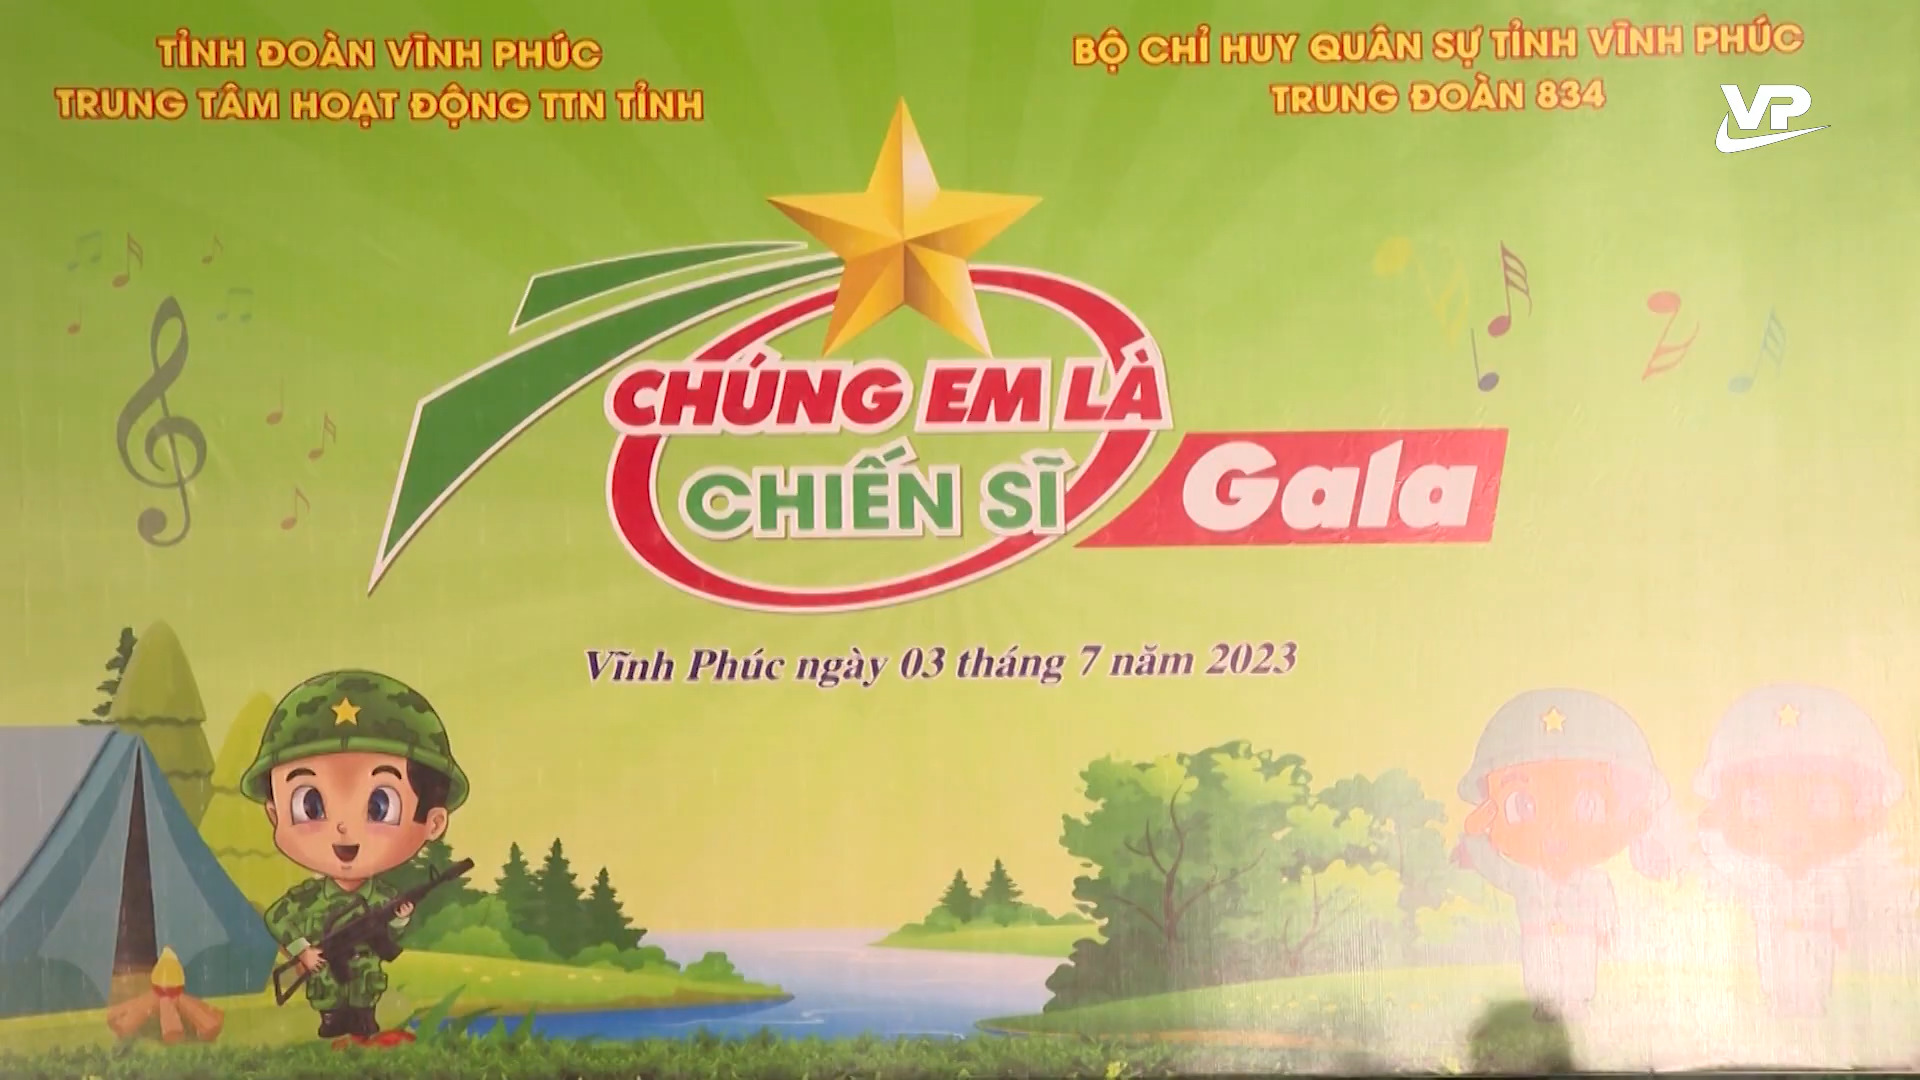 TỈNH ĐOÀN VĨNH PHÚC
TRUNG TÂM HOẠT ĐỘNG TTN TỈNH
BỘ CHỈ HUY QUÂN SỰ TỈNH VĨNH PHÚC
TRUNG ĐOÀN 834
VP
CHÚNG EM LÀ
CHIẾN SĨ
Gala
Vĩnh Phúc ngày 03 tháng 7 năm 2023